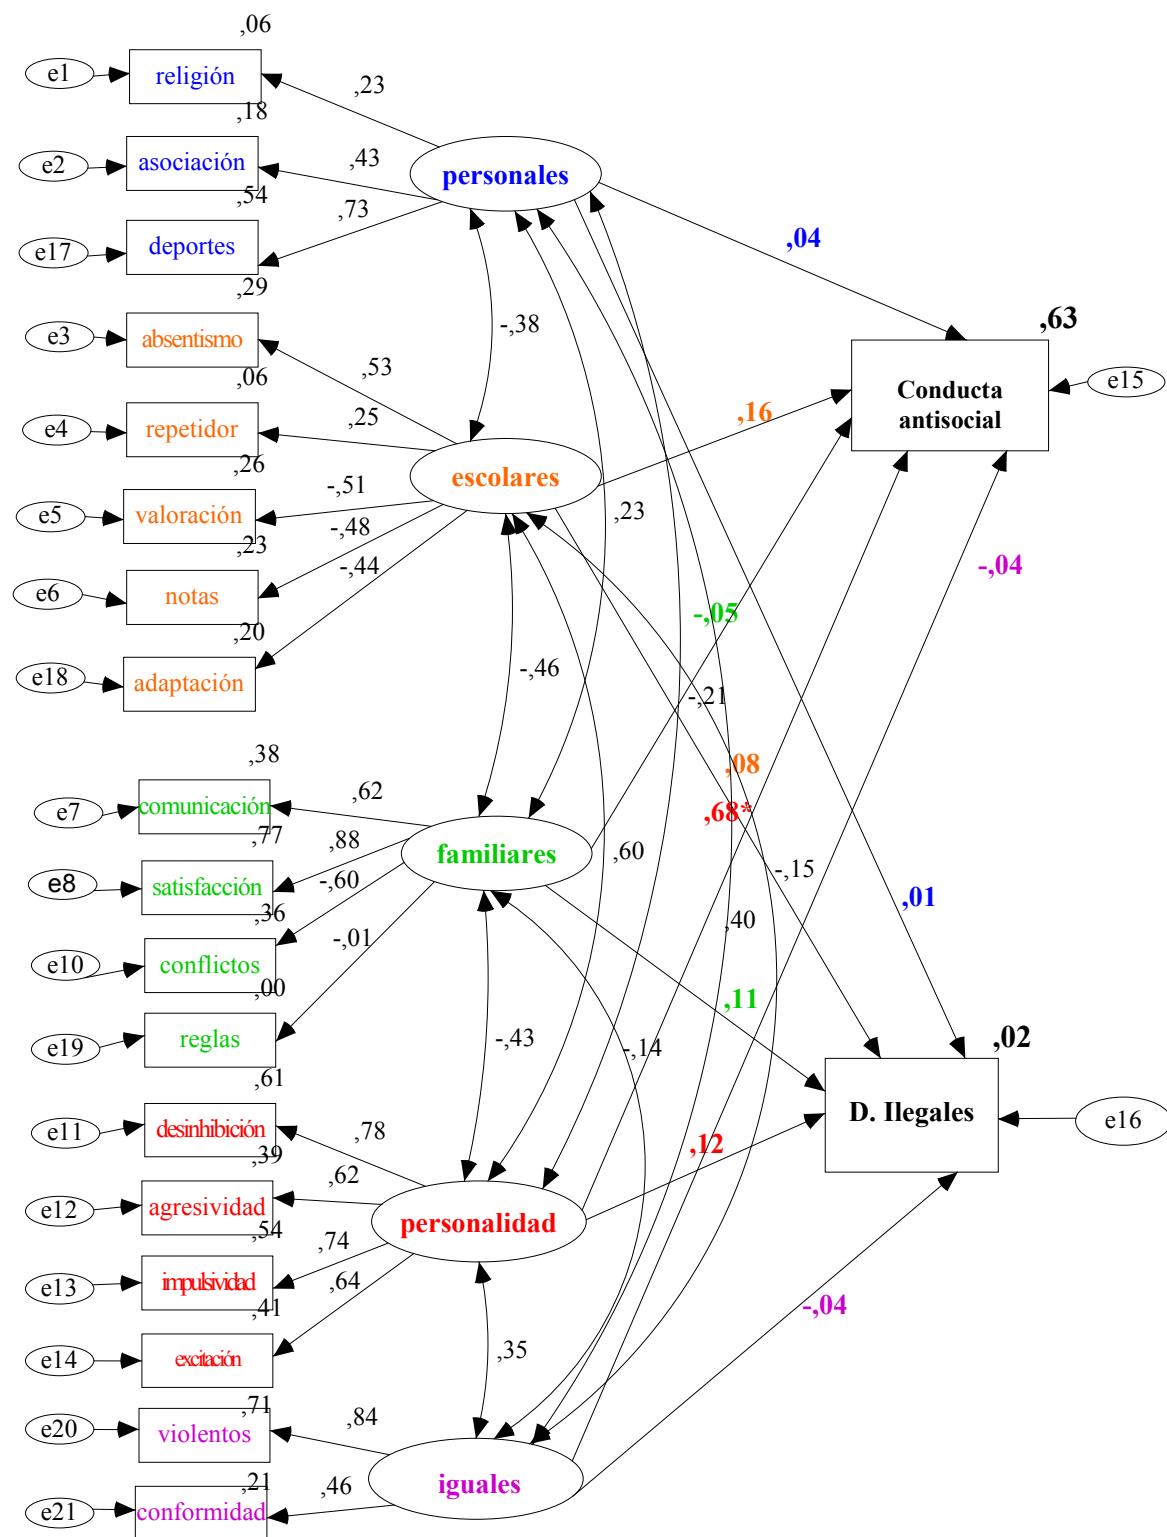 ,06
e1
religión
,23
,18
e2
asociación
,43
personales
,54
,73
,04
e17
deportes
,29
-,38
,63
e3
absentismo
,53
Conducta
antisocial
e15
,06
,16
e4
repetidor
,25
,26
escolares
-,51
e5
valoración
,23
-,48
,23
-,44
-,04
e6
notas
-,05
,20
-,46
e18
adaptación
-,21
,38
,08
e7
comunicación
,62
,68*
,77
,88
familiares
,60
-,15
e8
satisfacción
-,60
,01
,36
-,01
,40
e10
conflictos
,00
,11
e19
reglas
-,43
-,14
,02
,61
D. Ilegales
e11
desinhibición
,78
e16
,39
,12
,62
e12
agresividad
personalidad
,54
,74
e13
impulsividad
,64
,41
-,04
e14
excitación
,35
,71
,84
e20
violentos
,21
,46
iguales
e21
conformidad